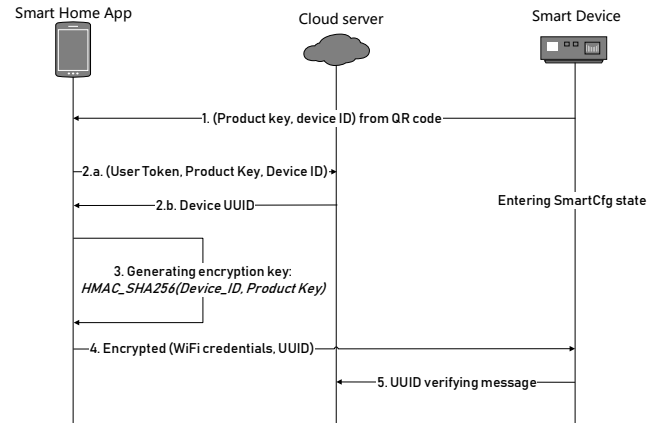 Smart Home App
Cloud server
Smart Device
1. (Product key, device ID) from QR code
2.a. (User Token, Product Key, Device ID)
2.b. Device UUID
Entering SmartCfg state
3. Generating encryption key:
HMAC_SHA256(Device_ID, Product Key)
4. Encrypted (WiFi credentials, UUID)
5. UUID verifying message